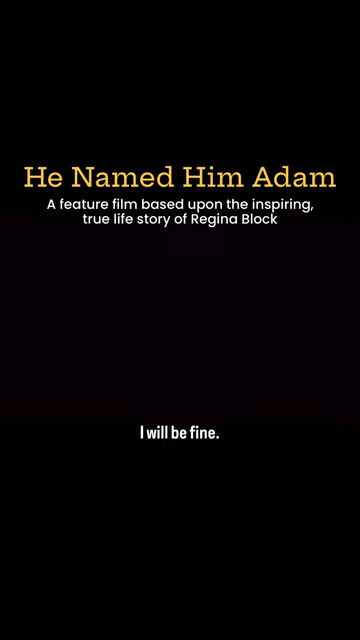 He Named Him Adam
A feature film based upon the inspiring,
true life story of Regina Block
I will be fine.